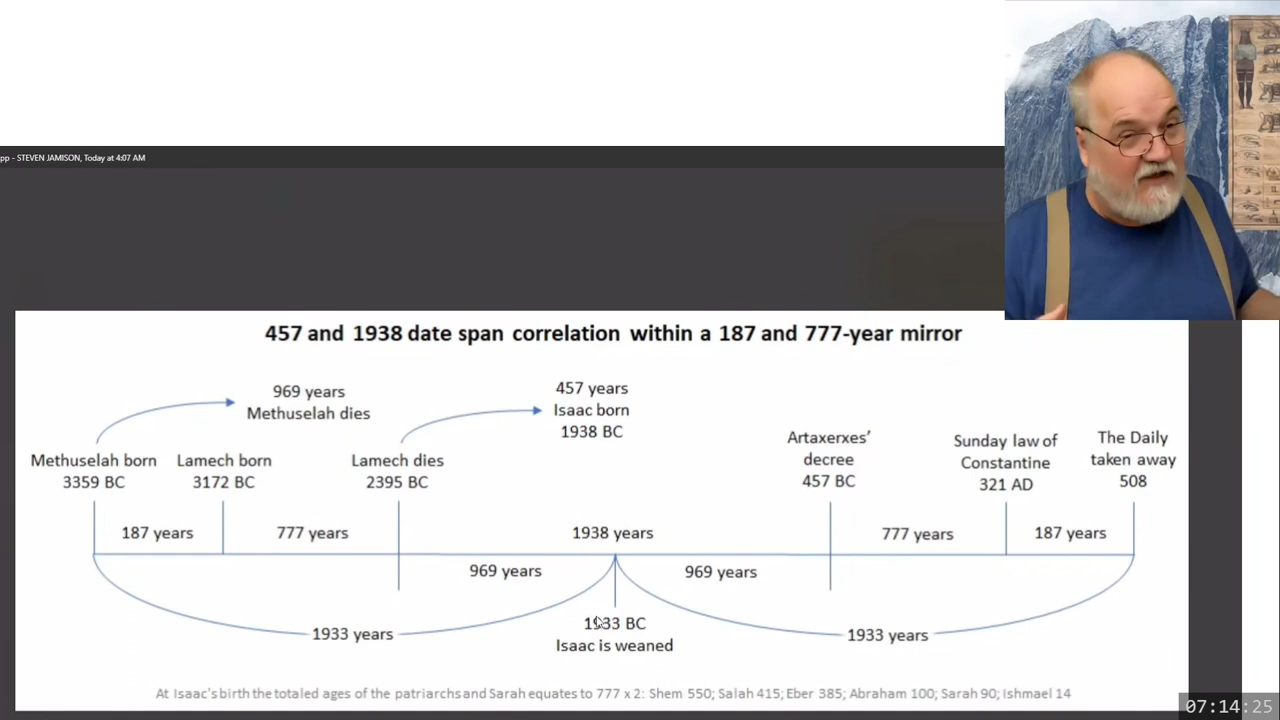 pp - STEVEN JAMISON, Today at 4:07 AM
457 and 1938 date span correlation within a 187 and 777-year mirror
969 years
Methuselah dies
457 years
Isaac born
1938 BC
Methuselah born
3359 BC
Lamech born
3172 BC
Lamech dies
2395 BC
Artaxerxes’
decree
457 BC
Sunday law of
Constantine
321 AD
The Daily
taken away
508
187 years
777 years
1938 years
777 years
187 years
969 years
969 years
1933 years
1933 BC
Isaac is weaned
1933 years
At Isaac's birth the totaled ages of the patriarchs and Sarah equates to 777 x 2: Shem 550; Salah 415; Eber 385; Abraham 100; Sarah 90; Ishmael 14
07:14:25